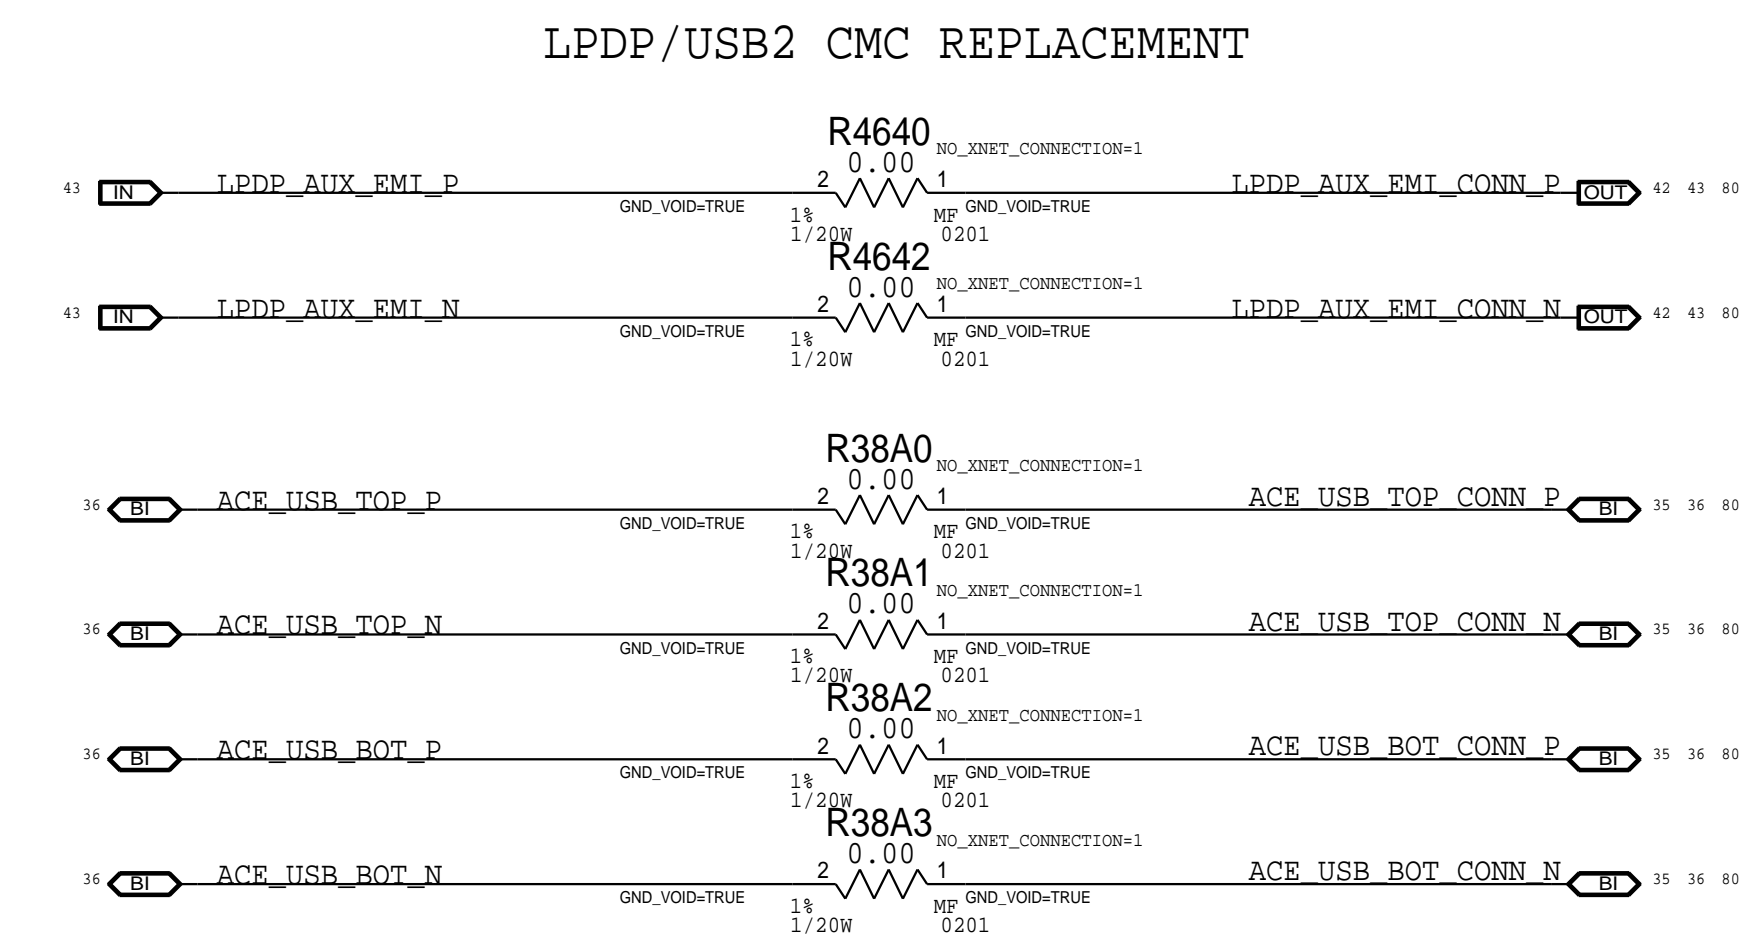 LPDP/USB2 CMC REPLACEMENT
R4640
0.00 NO_XNET_CONNECTION=1
43 IN LPDP_AUX_EMI_P 2 1 LPDP_AUX_EMI_CONN_P OUT 42 43 80
GND_VOID=TRUE 1% MF GND_VOID=TRUE
1/20W 0201
R4642
0.00 NO_XNET_CONNECTION=1
43 IN LPDP_AUX_EMI_N 2 1 LPDP_AUX_EMI_CONN_N OUT 42 43 80
GND_VOID=TRUE 1% MF GND_VOID=TRUE
1/20W 0201
R38A0
0.00 NO_XNET_CONNECTION=1
36 BI ACE_USB_TOP_P 2 1 ACE_USB_TOP_CONN_P BI 35 36 80
GND_VOID=TRUE 1% MF GND_VOID=TRUE
1/20W 0201
R38A1
0.00 NO_XNET_CONNECTION=1
36 BI ACE_USB_TOP_N 2 1 ACE_USB_TOP_CONN_N BI 35 36 80
GND_VOID=TRUE 1% MF GND_VOID=TRUE
1/20W 0201
R38A2
0.00 NO_XNET_CONNECTION=1
36 BI ACE_USB_BOT_P 2 1 ACE_USB_BOT_CONN_P BI 35 36 80
GND_VOID=TRUE 1% MF GND_VOID=TRUE
1/20W 0201
R38A3
0.00 NO_XNET_CONNECTION=1
36 BI ACE_USB_BOT_N 2 1 ACE_USB_BOT_CONN_N BI 35 36 80
GND_VOID=TRUE 1% MF GND_VOID=TRUE
1/20W 0201